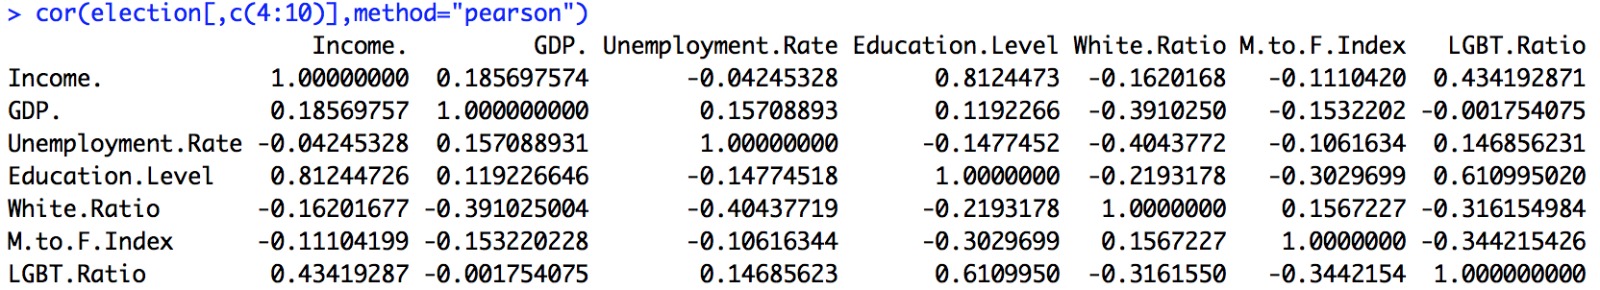 > cor(election[,c(4:10)],method="pearson")
Income. GDP. Unemployment.Rate Education.Level White.Ratio M.to.F.Index LGBT.Ratio
Income. 1.00000000 0.185697574 -0.04245328 0.8124473 -0.1620168 -0.1110420 0.434192871
GDP. 0.18569757 1.000000000 0.15708893 0.1192266 -0.3910250 -0.1532202 -0.001754075
Unemployment.Rate -0.04245328 0.157088931 1.00000000 -0.1477452 -0.4043772 -0.1061634 0.146856231
Education.Level 0.81244726 0.119226646 -0.14774518 1.0000000 -0.2193178 -0.3029699 0.610995020
White.Ratio -0.16201677 -0.391025004 -0.40437719 -0.2193178 1.0000000 0.1567227 -0.316154984
M.to.F.Index -0.11104199 -0.153220228 -0.10616344 -0.3029699 0.1567227 1.0000000 -0.344215426
LGBT.Ratio 0.43419287 -0.001754075 0.14685623 0.6109950 -0.3161550 -0.3442154 1.000000000